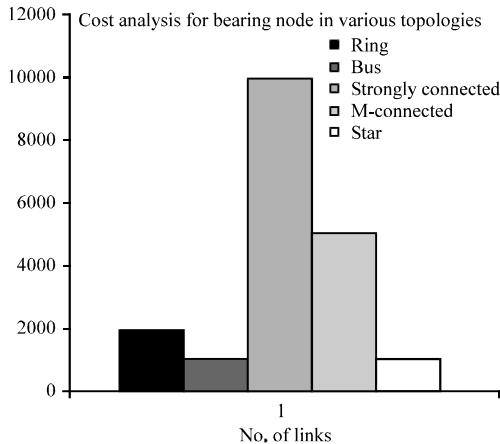 Cost analysis for bearing node in various topologies
Ring
Bus
Strongly connected
M-connected
Star
12000
10000
8000
6000
4000
2000
0
1
No. of links